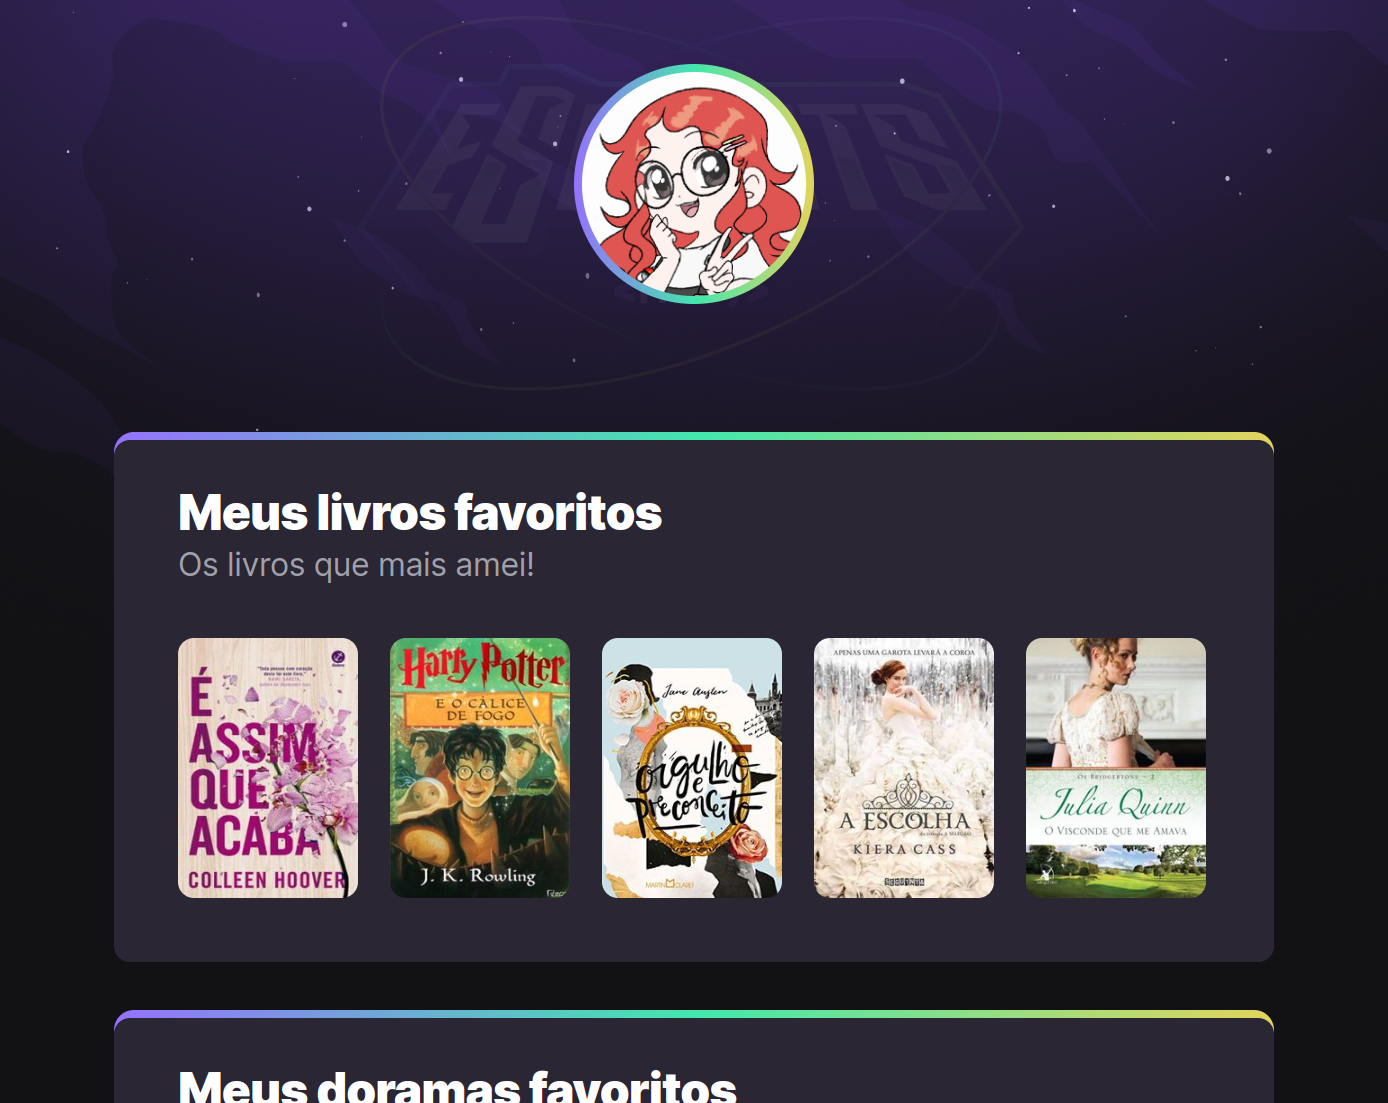 Meus livros favoritos
Os livros que mais amei!
É
ASSIM
QUE
ACABA
COLLEEN HOOVER
Harry Potter
E O CÁLICE
DE FOGO
J. K. Rowling
Jane Austen
orgulho
e
preconceito
MARTIN CLARET
APENAS UMA GAROTA LEVARÁ A COROA
A ESCOLHA
KIERA CASS
SEGUINTE
OS BRIDGERTONS – 2
Julia Quinn
O VISCONDE QUE ME AMAVA
Meus doramas favoritos